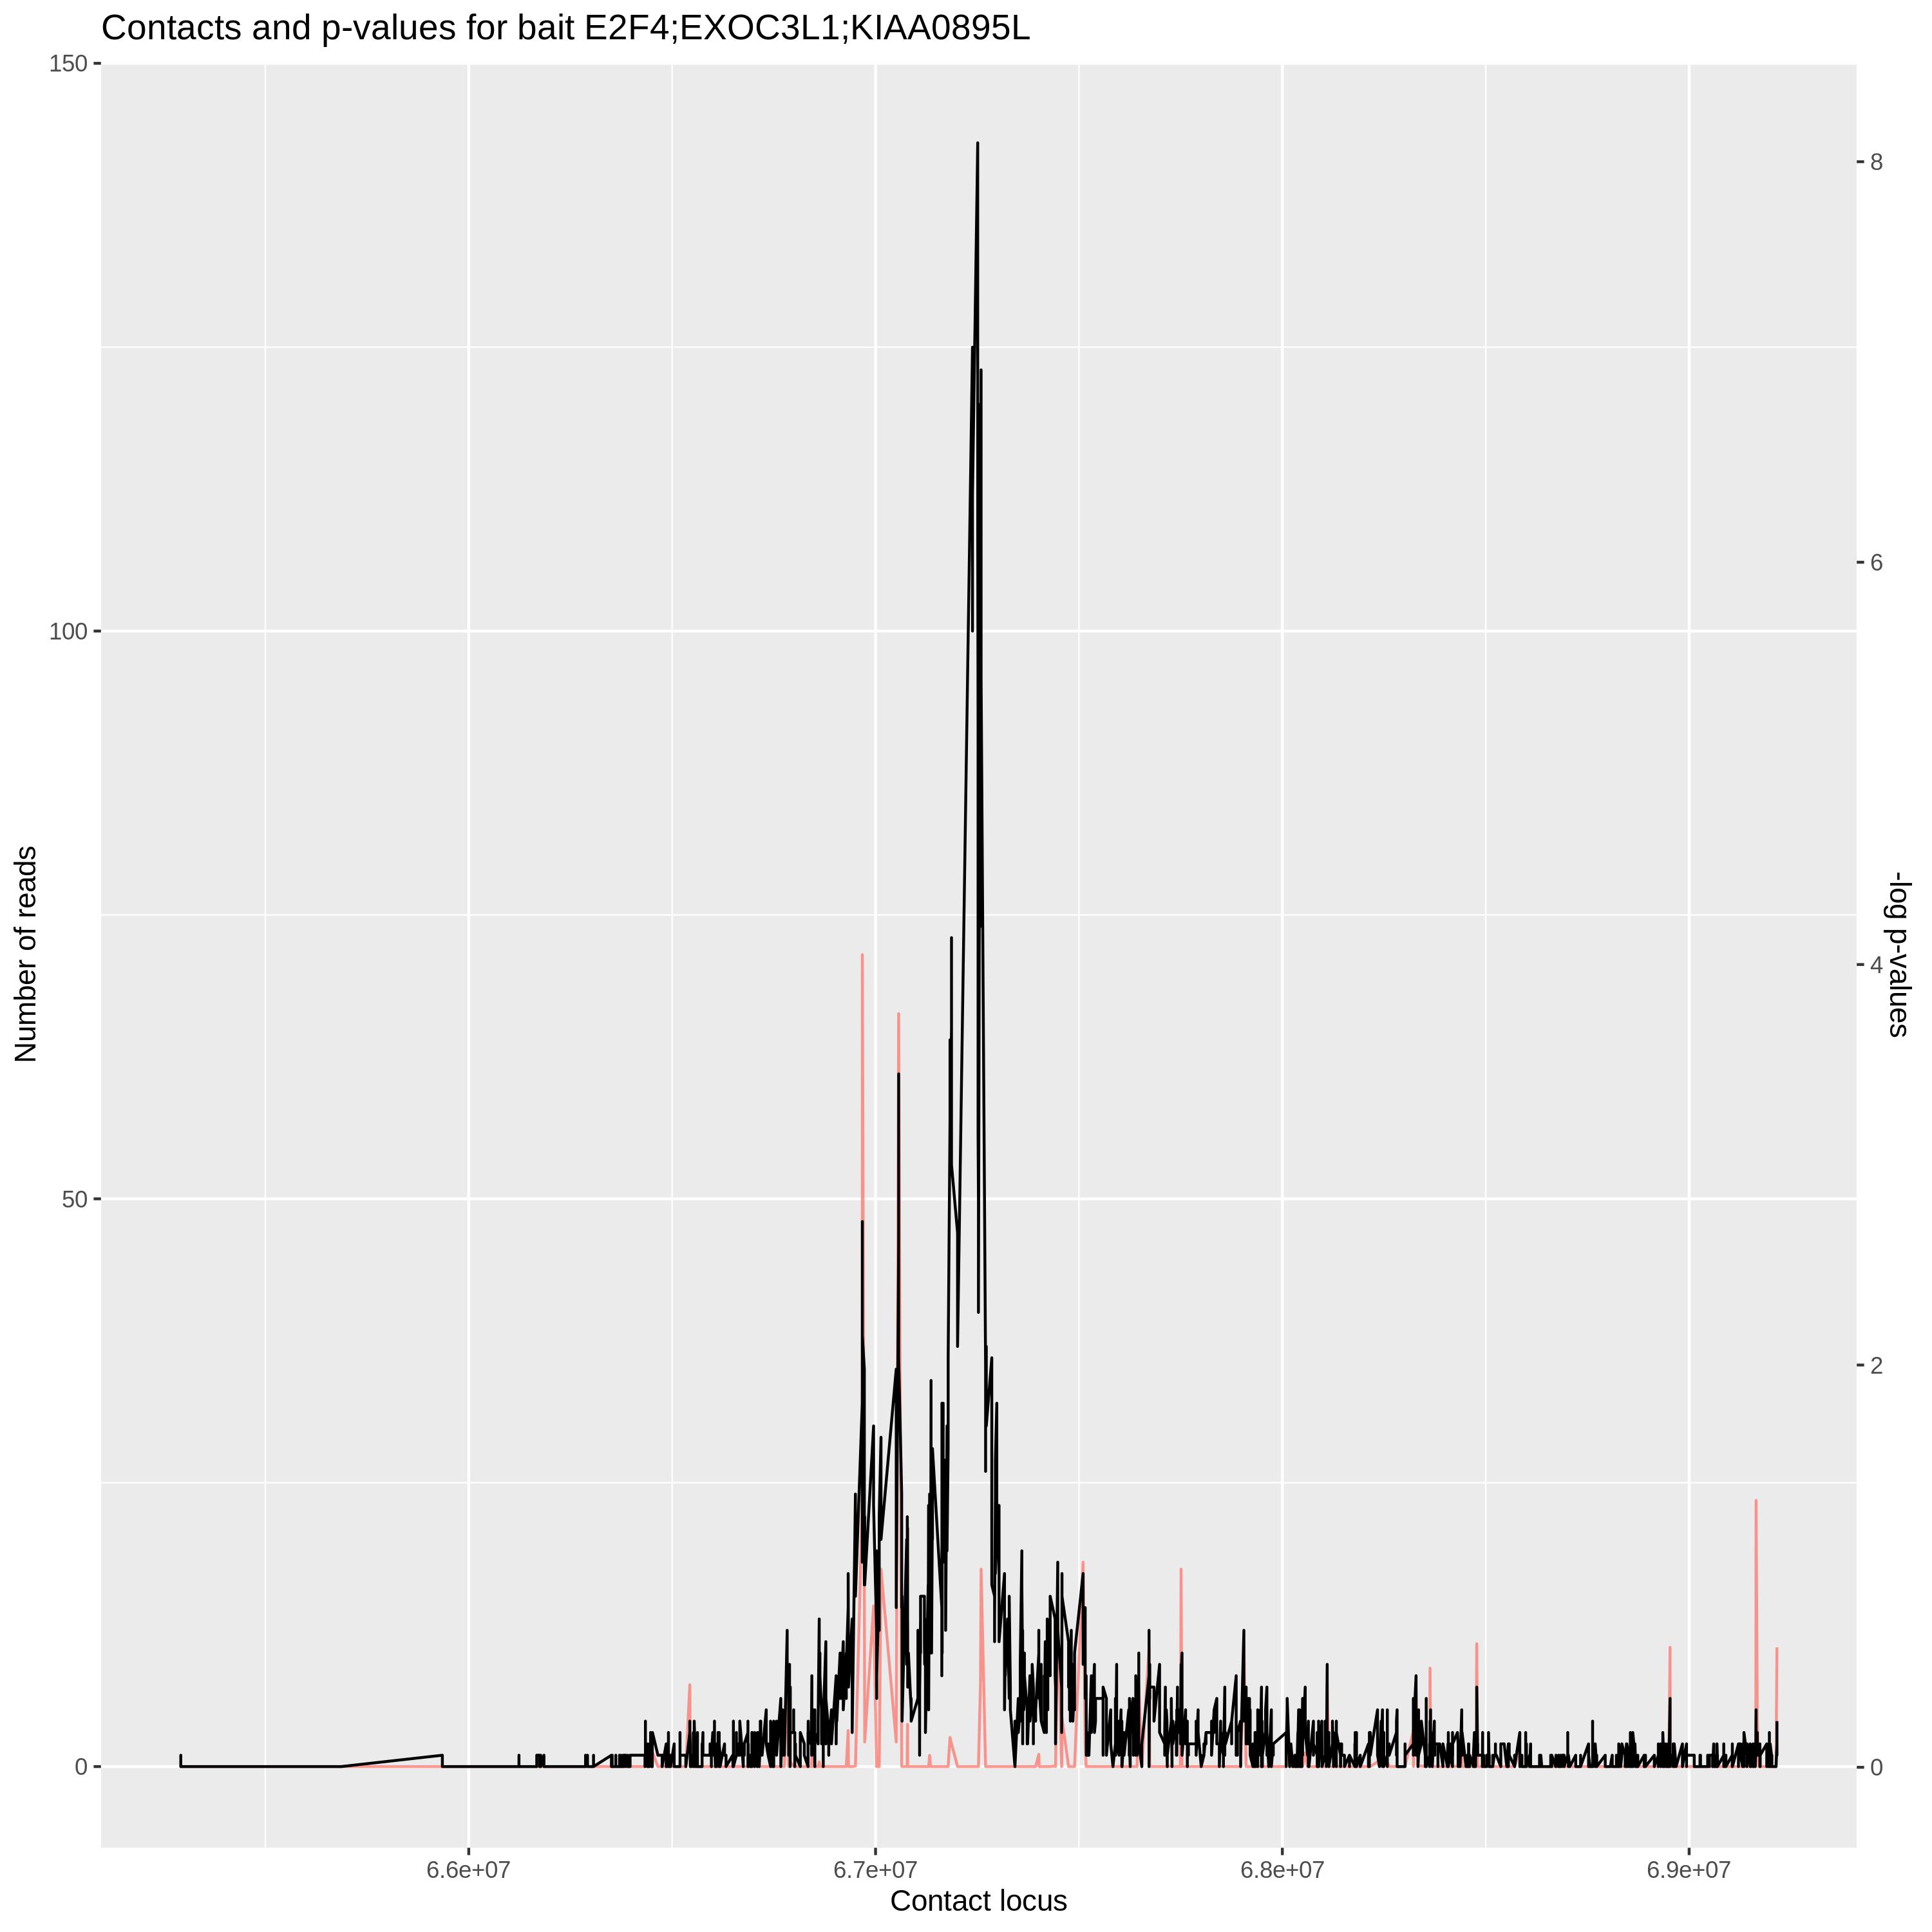 Contacts and p-values for bait E2F4;EXOC3L1;KIAA0895L
150
100
50
0
Number of reads
8
6
4
2
0
-log p-values
6.6e+07
6.7e+07
6.8e+07
6.9e+07
Contact locus